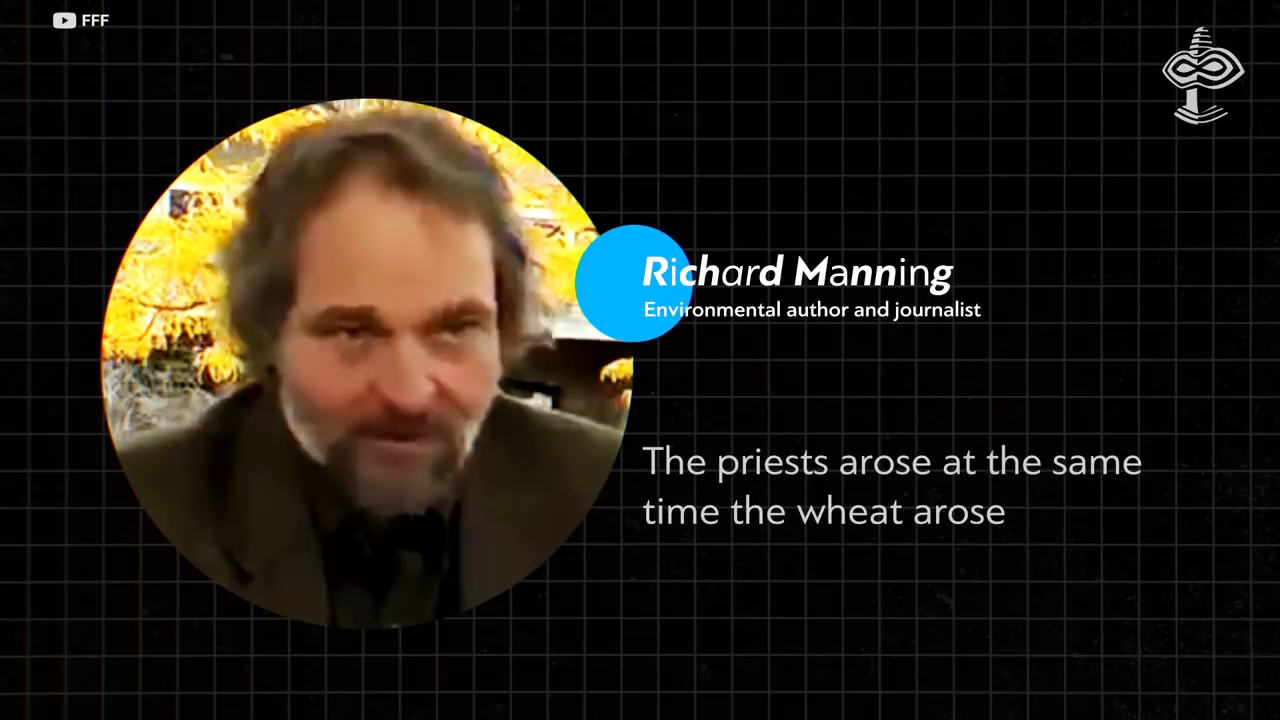 FFF
Richard Manning
Environmental author and journalist
The priests arose at the same
time the wheat arose